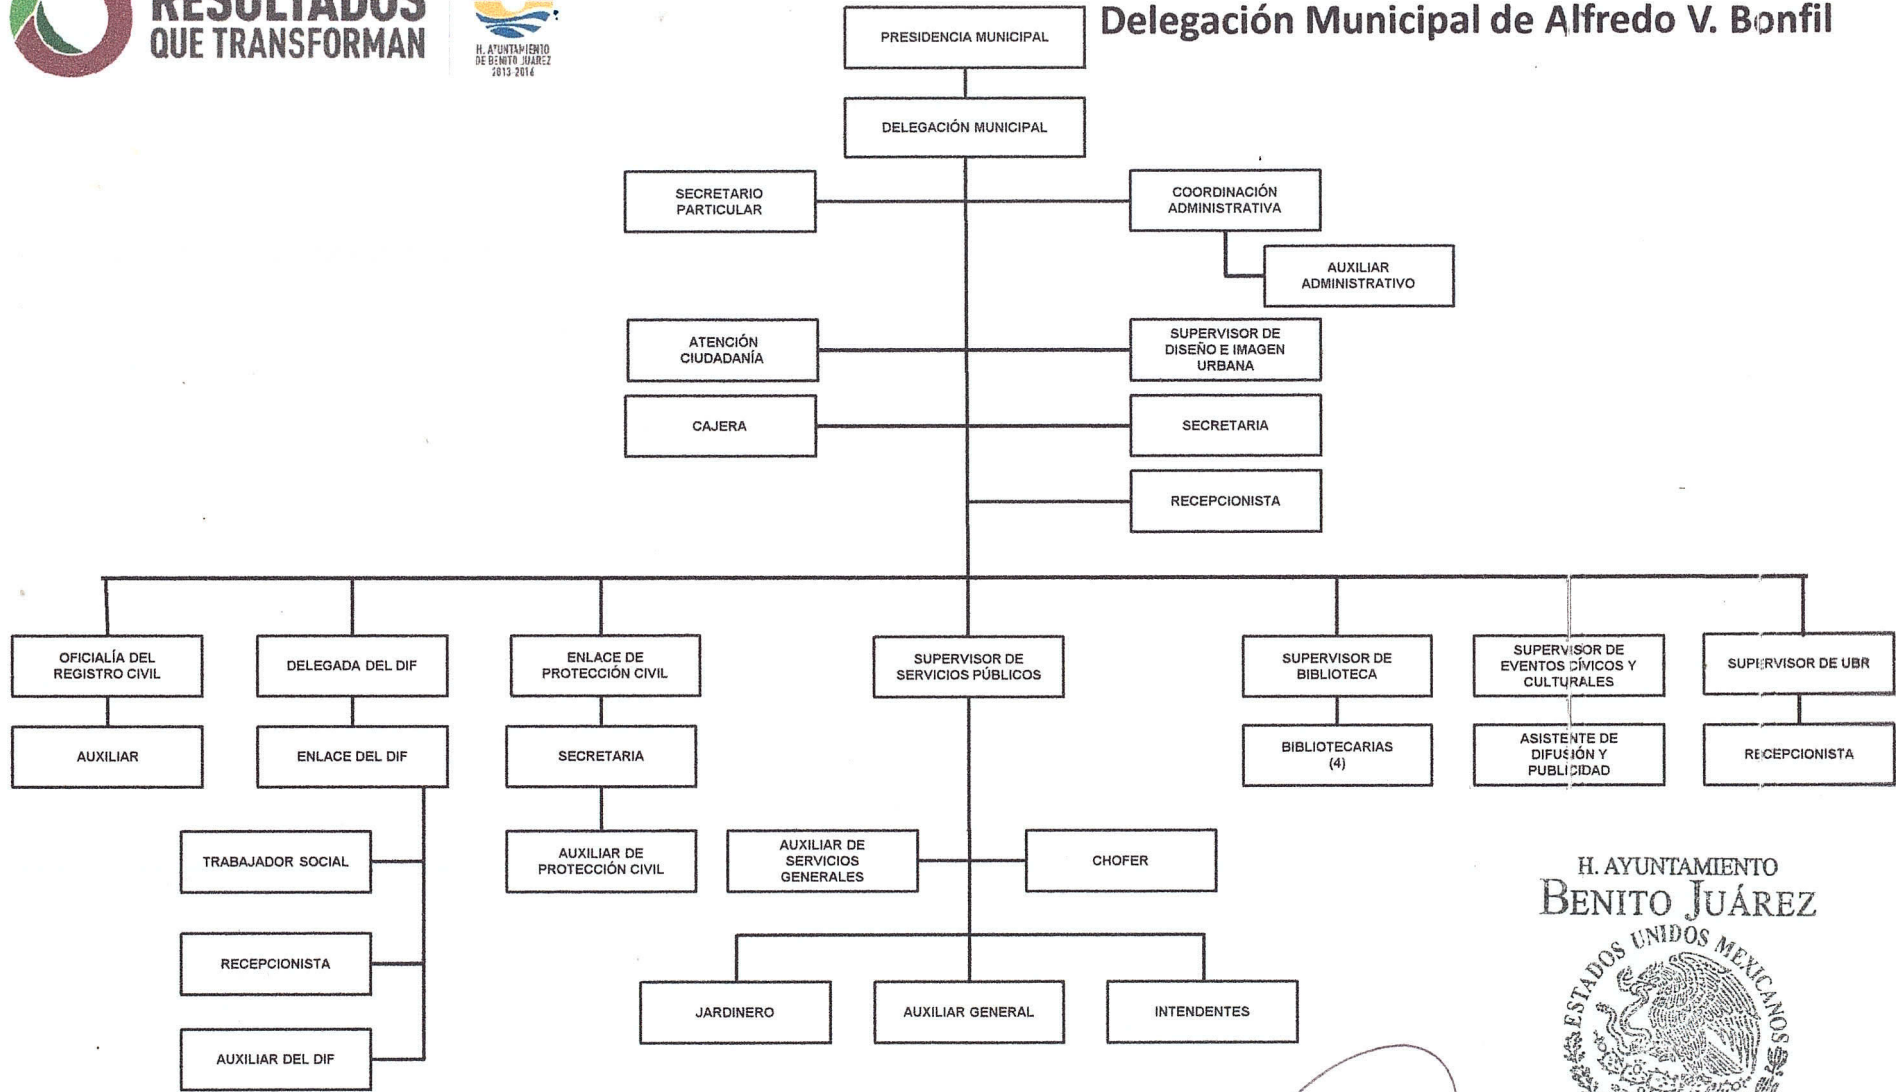 RESULTADOS
QUE TRANSFORMAN
H. AYUNTAMIENTO
DE BENITO JUÁREZ
2013-2016
Delegación Municipal de Alfredo V. Bonfil
PRESIDENCIA MUNICIPAL
DELEGACIÓN MUNICIPAL
SECRETARIO
PARTICULAR
COORDINACIÓN
ADMINISTRATIVA
AUXILIAR
ADMINISTRATIVO
ATENCIÓN
CIUDADANÍA
SUPERVISOR DE
DISEÑO E IMAGEN
URBANA
CAJERA
SECRETARIA
RECEPCIONISTA
OFICIALÍA DEL
REGISTRO CIVIL
DELEGADA DEL DIF
ENLACE DE
PROTECCIÓN CIVIL
SUPERVISOR DE
SERVICIOS PÚBLICOS
SUPERVISOR DE
BIBLIOTECA
SUPERVISOR DE
EVENTOS CÍVICOS Y
CULTURALES
SUPERVISOR DE UBR
AUXILIAR
ENLACE DEL DIF
SECRETARIA
BIBLIOTECARIAS
(4)
ASISTENTE DE
DIFUSIÓN Y
PUBLICIDAD
RECEPCIONISTA
TRABAJADOR SOCIAL
AUXILIAR DE
PROTECCIÓN CIVIL
AUXILIAR DE
SERVICIOS
GENERALES
CHOFER
RECEPCIONISTA
JARDINERO
AUXILIAR GENERAL
INTENDENTES
AUXILIAR DEL DIF
H. AYUNTAMIENTO
BENITO JUÁREZ
ESTADOS UNIDOS MEXICANOS